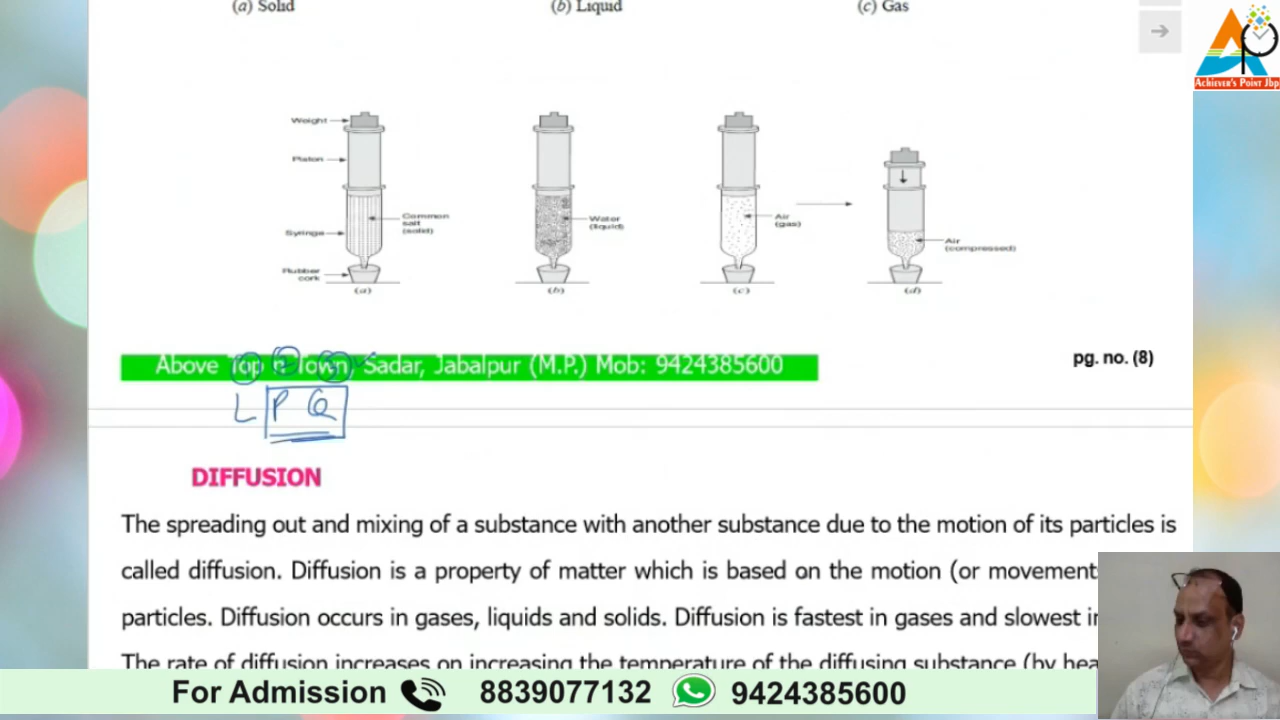 (a) Solid (b) Liquid (c) Gas
→
ACHIEVER'S POINT JBP
Weight
Piston
Common salt (solid)
Syringe
Rubber cork
(a)
Water (liquid)
(b)
Air (gas)
(c)
Air (compressed)
(d)
Above Top n Town, Sadar, Jabalpur (M.P.) Mob: 9424385600
pg. no. (8)
1 2 3
L P Q
DIFFUSION
The spreading out and mixing of a substance with another substance due to the motion of its particles is
called diffusion. Diffusion is a property of matter which is based on the motion (or movement
particles. Diffusion occurs in gases, liquids and solids. Diffusion is fastest in gases and slowest in
The rate of diffusion increases on increasing the temperature of the diffusing substance (by hea
For Admission 8839077132 9424385600